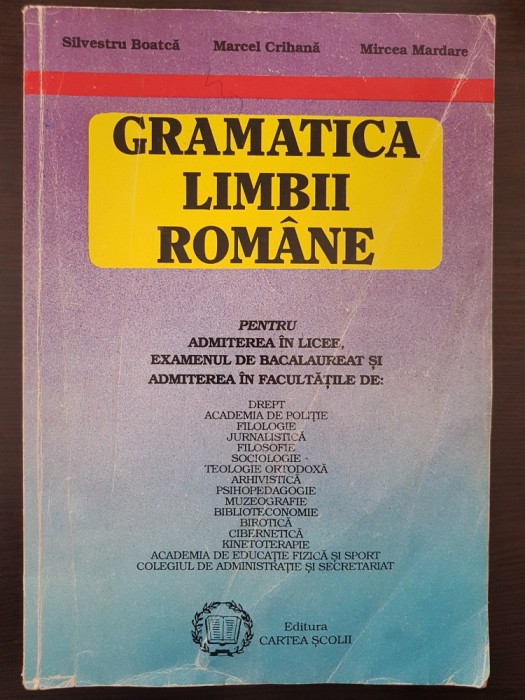 Silvestru Boatcă Marcel Crihană Mircea Mardare
GRAMATICA
LIMBII
ROMÂNE
PENTRU
ADMITEREA ÎN LICEE,
EXAMENUL DE BACALAUREAT ȘI
ADMITEREA ÎN FACULTĂȚILE DE:
DREPT
ACADEMIA DE POLIȚIE
FILOLOGIE
JURNALISTICĂ
FILOSOFIE
SOCIOLOGIE
TEOLOGIE ORTODOXĂ
ARHIVISTICĂ
PSIHOPEDAGOGIE
MUZEOGRAFIE
BIBLIOTECONOMIE
BIROTICĂ
CIBERNETICĂ
KINETOTERAPIE
ACADEMIA DE EDUCAȚIE FIZICĂ ȘI SPORT
COLEGIUL DE ADMINISTRAȚIE ȘI SECRETARIAT
Editura
CARTEA ȘCOLII